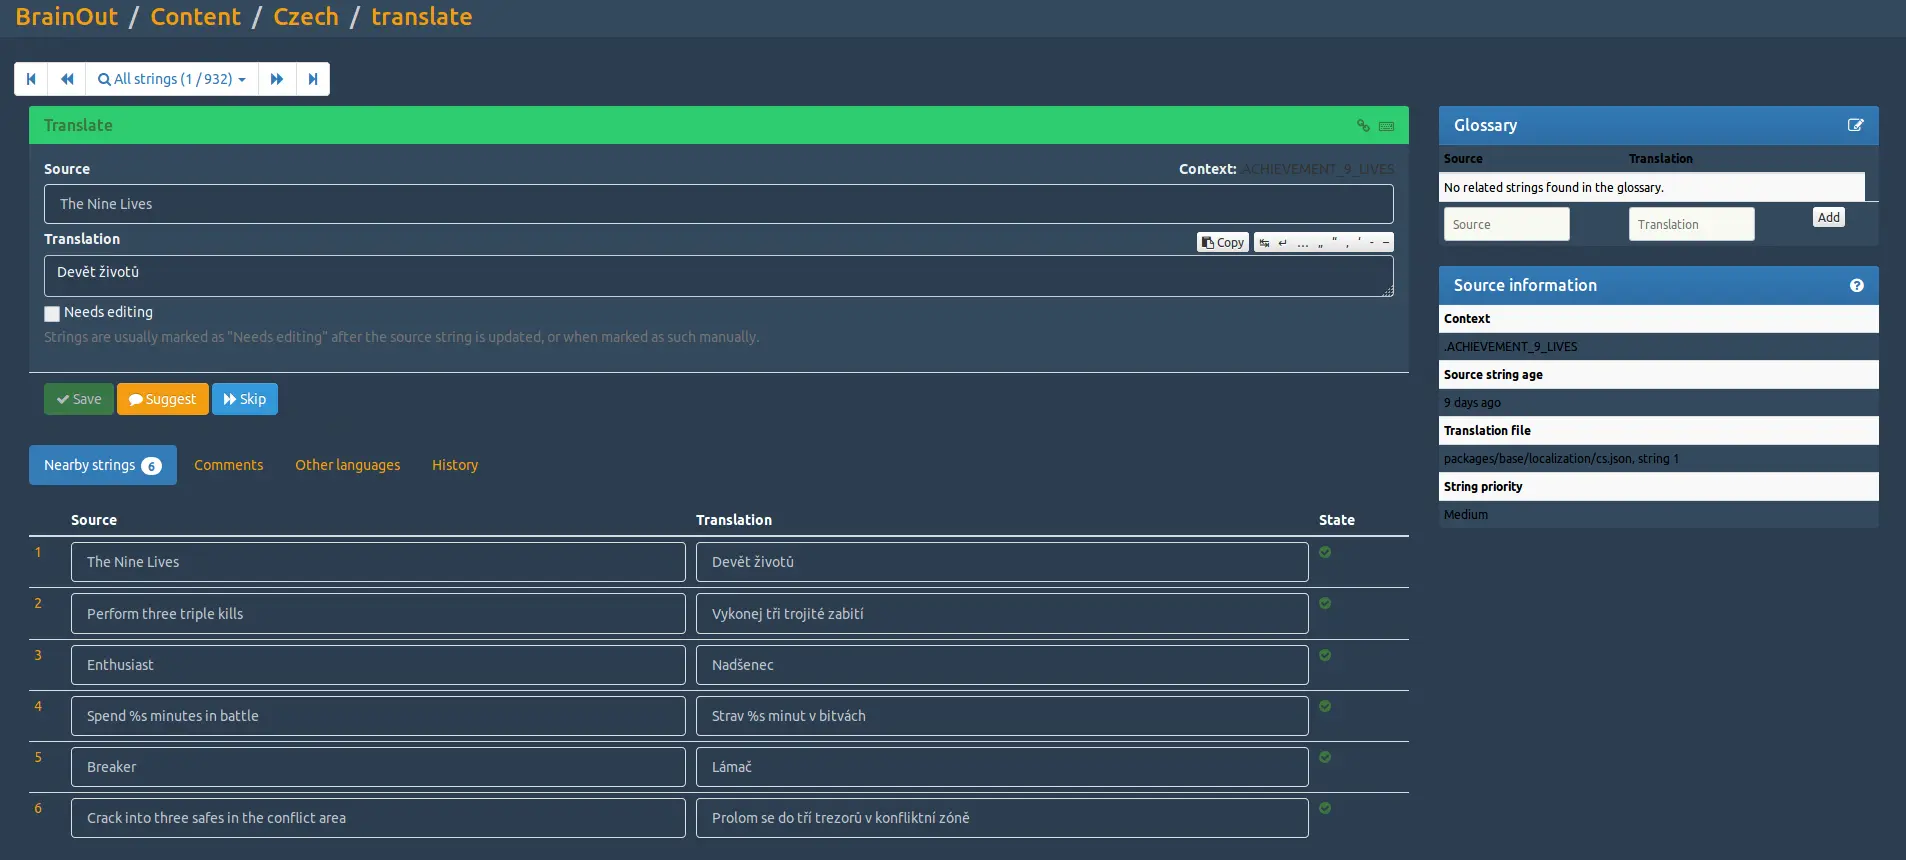 BrainOut / Content / Czech / translate
All strings (1 / 932)
Translate
Source
Context: .ACHIEVEMENT_9_LIVES
The Nine Lives
Translation
Copy ↹ ↵ … „ “ ‚ ‘ - –
Devět životů
Needs editing
Strings are usually marked as "Needs editing" after the source string is updated, or when marked as such manually.
Save Suggest Skip
Nearby strings 6 Comments Other languages History
Source Translation State
1 The Nine Lives Devět životů
2 Perform three triple kills Vykonej tři trojité zabití
3 Enthusiast Nadšenec
4 Spend %s minutes in battle Strav %s minut v bitvách
5 Breaker Lámač
6 Crack into three safes in the conflict area Prolom se do tří trezorů v konfliktní zóně
Glossary
Source Translation
No related strings found in the glossary.
Source Translation Add
Source information
Context
.ACHIEVEMENT_9_LIVES
Source string age
9 days ago
Translation file
packages/base/localization/cs.json, string 1
String priority
Medium